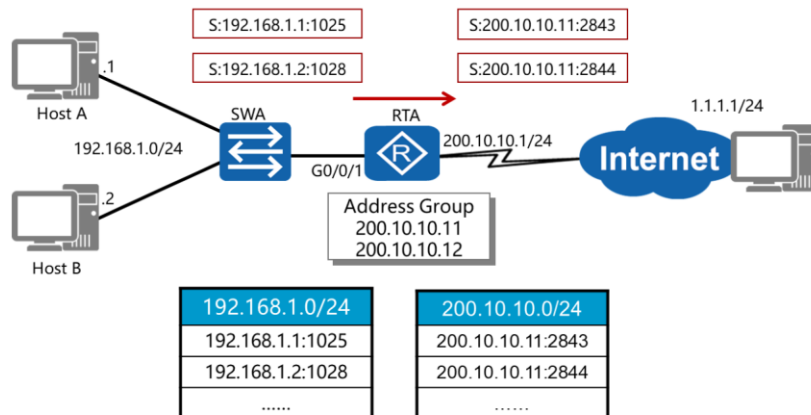 S:192.168.1.1:1025
S:200.10.10.11:2843
S:192.168.1.2:1028
S:200.10.10.11:2844
.1
Host A
SWA
RTA
1.1.1.1/24
192.168.1.0/24
200.10.10.1/24
R
Internet
G0/0/1
.2
Host B
Address Group
200.10.10.11
200.10.10.12
192.168.1.0/24
200.10.10.0/24
192.168.1.1:1025
200.10.10.11:2843
192.168.1.2:1028
200.10.10.11:2844
......
......